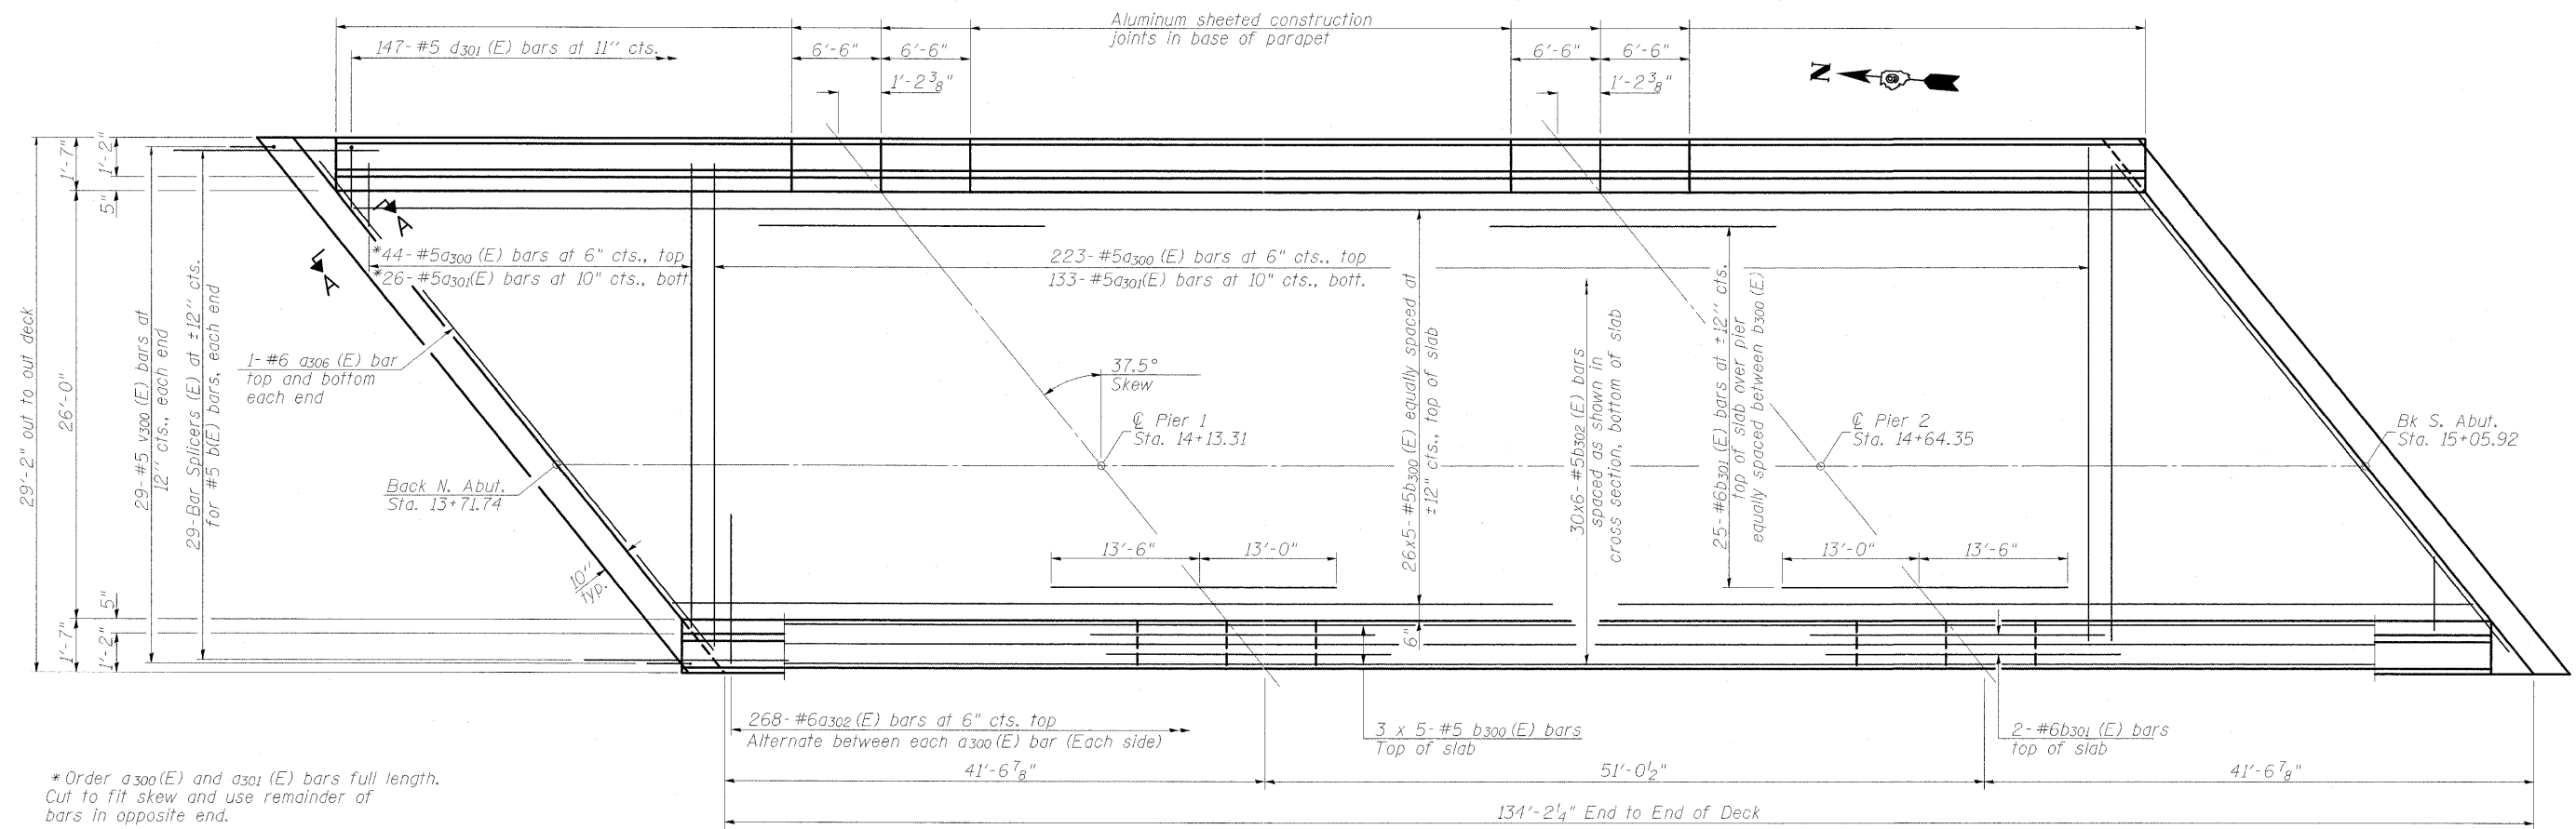 Aluminum sheeted construction
joints in base of parapet
147-#5 d301 (E) bars at 11" cts.
6'-6"
6'-6"
6'-6"
6'-6"
1'-2 3/8"
1'-2 3/8"
N
1'-7"
1'-2"
5"
A
A
*44-#5a300 (E) bars at 6" cts., top
*26-#5a301(E) bars at 10" cts., bott.
223-#5a300 (E) bars at 6" cts., top
133-#5a301(E) bars at 10" cts., bott.
29'-2" out to out deck
26'-0"
29-#5 v300 (E) bars at
12" cts., each end
29-Bar Splicers (E) at ±12" cts.
for #5 b(E) bars, each end
1-#6 a306 (E) bar
top and bottom
each end
37.5°
Skew
℄ Pier 1
Sta. 14+13.31
26x5-#5b300 (E) equally spaced at
±12" cts., top of slab
30x6-#5b302 (E) bars
spaced as shown in
cross section, bottom of slab
25-#6b301 (E) bars at ±12" cts.
top of slab over pier
equally spaced between b300 (E)
℄ Pier 2
Sta. 14+64.35
Bk S. Abut.
Sta. 15+05.92
Back N. Abut.
Sta. 13+71.74
13'-6"
13'-0"
13'-0"
13'-6"
10"
typ.
5"
1'-7"
1'-2"
6"
268-#6a302 (E) bars at 6" cts. top
Alternate between each a300 (E) bar (Each side)
3 x 5-#5 b300 (E) bars
Top of slab
2-#6b301 (E) bars
top of slab
41'-6 7/8"
51'-0 1/2"
41'-6 7/8"
134'-2 1/4" End to End of Deck
* Order a300 (E) and a301 (E) bars full length.
Cut to fit skew and use remainder of
bars in opposite end.